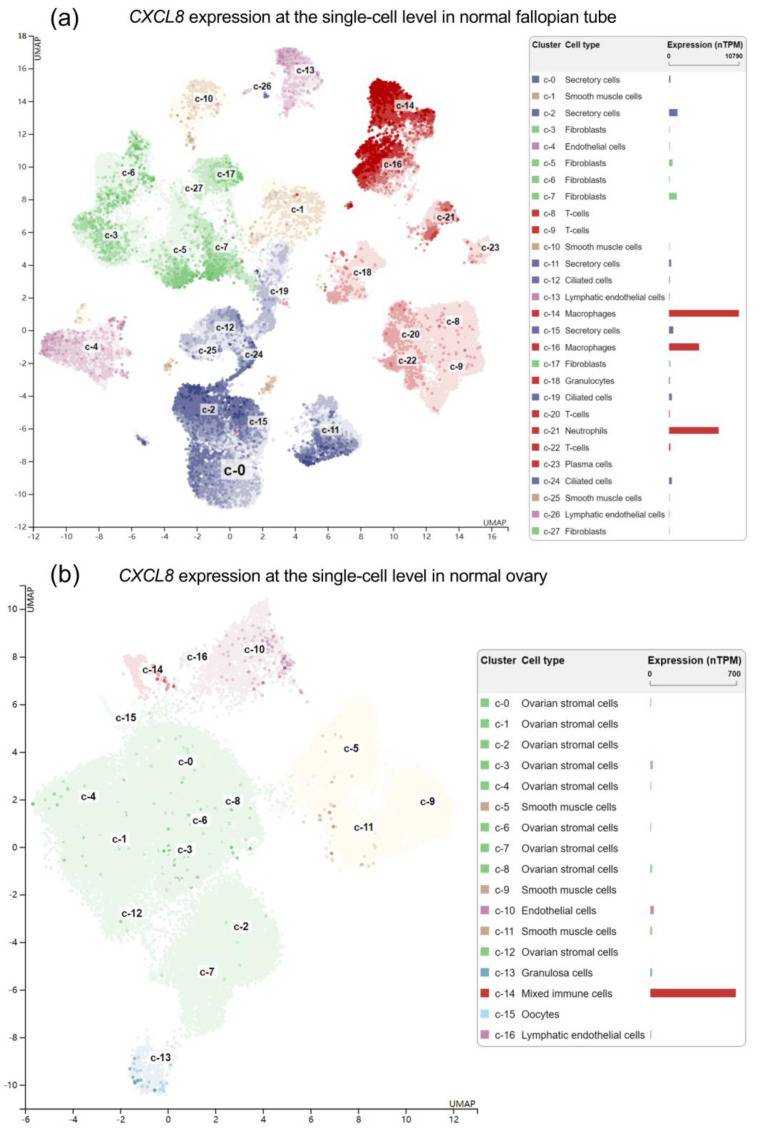 (a) CXCL8 expression at the single-cell level in normal fallopian tube
UMAP
18
16
14
12
10
8
6
4
2
0
-2
-4
-6
-8
-10
-12
c-13
c-26
c-10
c-14
c-16
c-6
c-17
c-27
c-1
c-21
c-3
c-5
c-7
c-23
c-18
c-19
c-12
c-20
c-8
c-4
c-25
c-24
c-22
c-9
c-2
c-15
c-11
c-0
UMAP
-12 -10 -8 -6 -4 -2 0 2 4 6 8 10 12 14 16
Cluster Cell type Expression (nTPM)
0 10790
c-0 Secretory cells
c-1 Smooth muscle cells
c-2 Secretory cells
c-3 Fibroblasts
c-4 Endothelial cells
c-5 Fibroblasts
c-6 Fibroblasts
c-7 Fibroblasts
c-8 T-cells
c-9 T-cells
c-10 Smooth muscle cells
c-11 Secretory cells
c-12 Ciliated cells
c-13 Lymphatic endothelial cells
c-14 Macrophages
c-15 Secretory cells
c-16 Macrophages
c-17 Fibroblasts
c-18 Granulocytes
c-19 Ciliated cells
c-20 T-cells
c-21 Neutrophils
c-22 T-cells
c-23 Plasma cells
c-24 Ciliated cells
c-25 Smooth muscle cells
c-26 Lymphatic endothelial cells
c-27 Fibroblasts
(b) CXCL8 expression at the single-cell level in normal ovary
UMAP
10
8
6
4
2
0
-2
-4
-6
-8
-10
c-10
c-16
c-14
c-15
c-0
c-5
c-4
c-8
c-9
c-6
c-11
c-1
c-3
c-12
c-2
c-7
c-13
UMAP
-6 -4 -2 0 2 4 6 8 10 12
Cluster Cell type Expression (nTPM)
0 700
c-0 Ovarian stromal cells
c-1 Ovarian stromal cells
c-2 Ovarian stromal cells
c-3 Ovarian stromal cells
c-4 Ovarian stromal cells
c-5 Smooth muscle cells
c-6 Ovarian stromal cells
c-7 Ovarian stromal cells
c-8 Ovarian stromal cells
c-9 Smooth muscle cells
c-10 Endothelial cells
c-11 Smooth muscle cells
c-12 Ovarian stromal cells
c-13 Granulosa cells
c-14 Mixed immune cells
c-15 Oocytes
c-16 Lymphatic endothelial cells